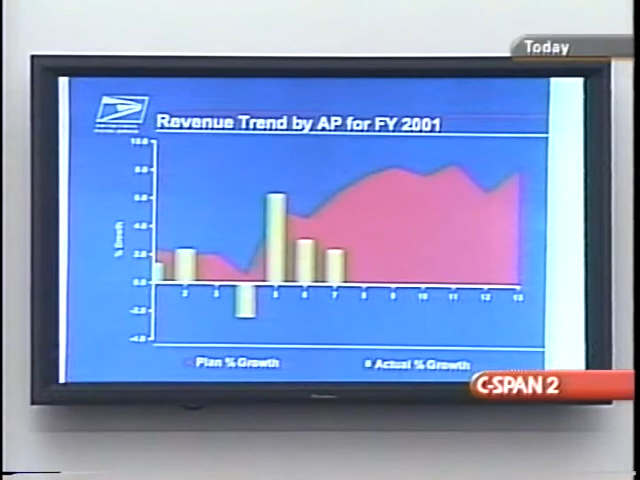 Today
Revenue Trend by AP for FY 2001
10.0
8.0
6.0
4.0
2.0
0.0
-2.0
-4.0
% Growth
2 3 5 6 7 8 9 10 11 12 13
Plan % Growth
Actual % Growth
C-SPAN 2